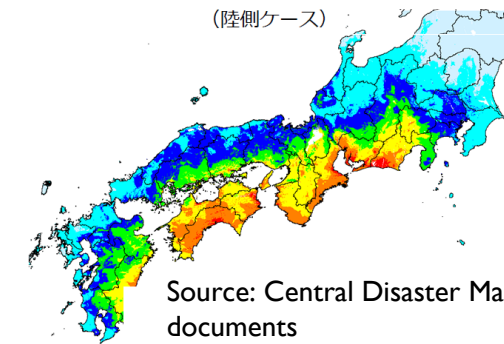 （陸側ケース）
Source: Central Disaster Ma
documents